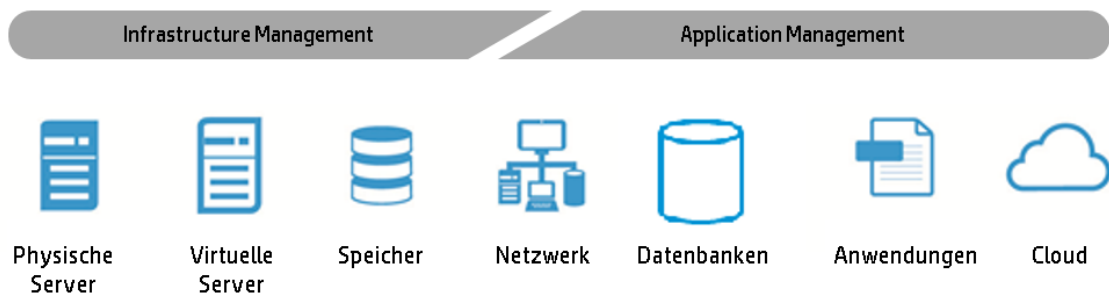 Infrastructure Management
Application Management
Physische
Server
Virtuelle
Server
Speicher
Netzwerk
Datenbanken
Anwendungen
Cloud